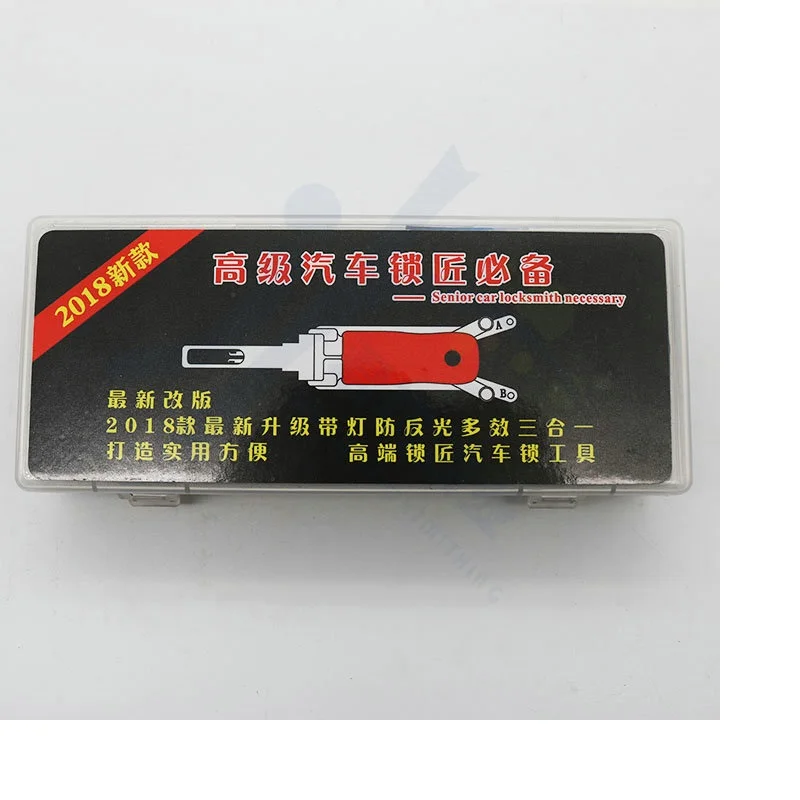 2018新款
高级汽车锁匠必备
—— Senior car locksmith necessary
A
B
最新改版
2018款最新升级带灯防反光多效三合一
打造实用方便 高端锁匠汽车锁工具